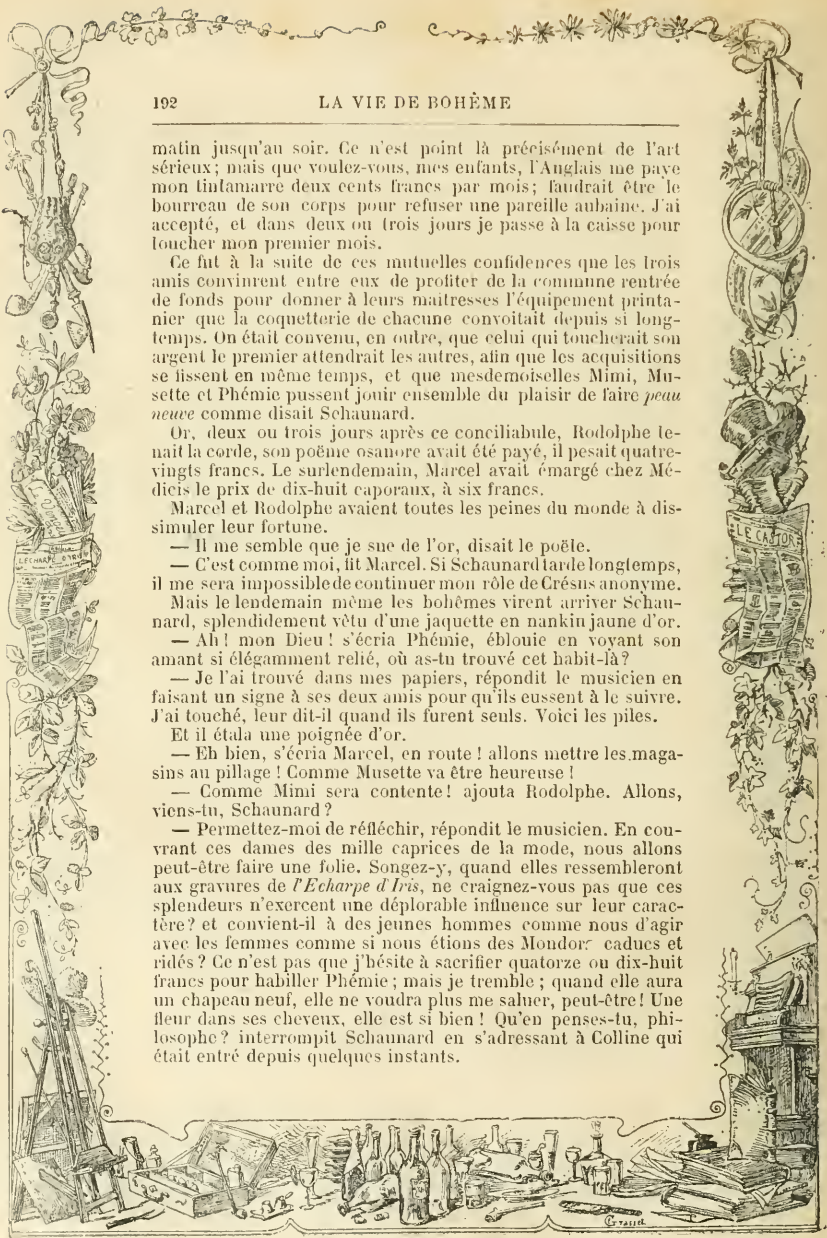 192 LA VIE DE BOHÈME
matin jusqu'au soir. Ce n'est point là précisément de l'art
sérieux ; mais que voulez-vous, mes enfants, l'Anglais me paye
mon tintamarre deux cents francs par mois ; faudrait être le
bourreau de son corps pour refuser une pareille aubaine. J'ai
accepté, et dans deux ou trois jours je passe à la caisse pour
toucher mon premier mois.
Ce fut à la suite de ces mutuelles confidences que les trois
amis convinrent entre eux de profiter de la commune rentrée
de fonds pour donner à leurs maîtresses l'équipement printa-
nier que la coquetterie de chacune convoitait depuis si long-
temps. On était convenu, en outre, que celui qui toucherait son
argent le premier attendrait les autres, afin que les acquisitions
se fissent en même temps, et que mesdemoiselles Mimi, Mu-
sette et Phémie pussent jouir ensemble du plaisir de faire peau
neuve comme disait Schaunard.
Or, deux ou trois jours après ce conciliabule, Rodolphe te-
nait la corde, son poëme osanore avait été payé, il pesait quatre-
vingts francs. Le surlendemain, Marcel avait émargé chez Mé-
dicis le prix de dix-huit caporaux, à six francs.
Marcel et Rodolphe avaient toutes les peines du monde à dis-
simuler leur fortune.
— Il me semble que je sue de l'or, disait le poëte.
— C'est comme moi, fit Marcel. Si Schaunard tarde longtemps,
il me sera impossible de continuer mon rôle de Crésus anonyme.
Mais le lendemain même les bohêmes virent arriver Schau-
nard, splendidement vêtu d'une jaquette en nankin jaune d'or.
— Ah ! mon Dieu ! s'écria Phémie, éblouie en voyant son
amant si élégamment relié, où as-tu trouvé cet habit-là ?
— Je l'ai trouvé dans mes papiers, répondit le musicien en
faisant un signe à ses deux amis pour qu'ils eussent à le suivre.
J'ai touché, leur dit-il quand ils furent seuls. Voici les piles.
Et il étala une poignée d'or.
— Eh bien, s'écria Marcel, en route ! allons mettre les maga-
sins au pillage ! Comme Musette va être heureuse !
— Comme Mimi sera contente ! ajouta Rodolphe. Allons,
viens-tu, Schaunard ?
— Permettez-moi de réfléchir, répondit le musicien. En cou-
vrant ces dames des mille caprices de la mode, nous allons
peut-être faire une folie. Songez-y, quand elles ressembleront
aux gravures de l'Echarpe d'Iris, ne craignez-vous pas que ces
splendeurs n'exercent une déplorable influence sur leur carac-
tère ? et convient-il à des jeunes hommes comme nous d'agir
avec les femmes comme si nous étions des Mondors caducs et
ridés ? Ce n'est pas que j'hésite à sacrifier quatorze ou dix-huit
francs pour habiller Phémie ; mais je tremble ; quand elle aura
un chapeau neuf, elle ne voudra plus me saluer, peut-être ! Une
fleur dans ses cheveux, elle est si bien ! Qu'en penses-tu, phi-
losophe ? interrompit Schaunard en s'adressant à Colline qui
était entré depuis quelques instants.
L'ECHARPE D'IRIS
LE CASTOR
Grasset